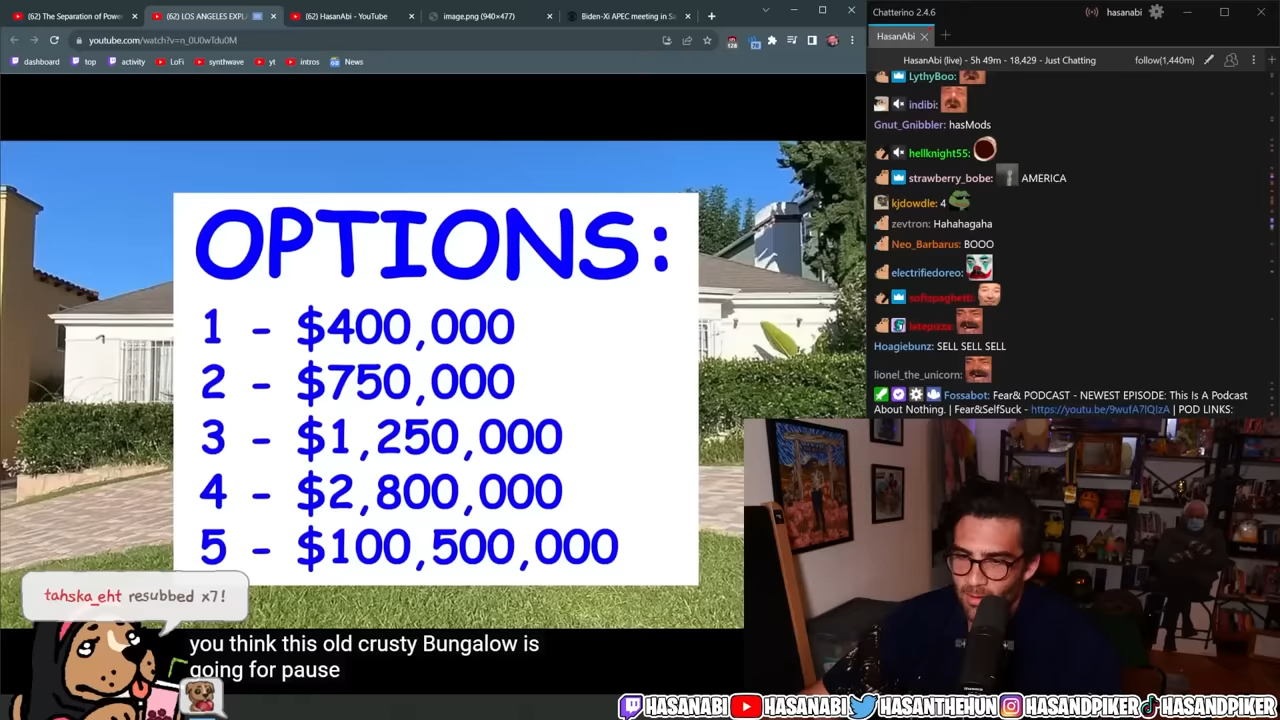 (62) The Separation of Power
(62) LOS ANGELES EXPL
(62) HasanAbi - YouTube
image.png (940×477)
Biden-Xi APEC meeting in Sa
youtube.com/watch?v=n_0U0wTdu0M
128
dashboard
top
activity
LoFi
synthwave
yt
intros
News
OPTIONS:
1 - $400,000
2 - $750,000
3 - $1,250,000
4 - $2,800,000
5 - $100,500,000
tahska_eht resubbed x7!
you think this old crusty Bungalow is
going for pause
Chatterino 2.4.6
hasanabi
HasanAbi
HasanAbi (live) - 5h 49m - 18,429 - Just Chatting
follow(1,440m)
LythyBoo:
indibi:
Gnut_Gnibbler: hasMods
hellknight55:
strawberry_bobe: AMERICA
kjdowdle: 4
zevtron: Hahahagaha
Neo_Barbarus: BOOO
electrifiedoreo:
softspaghetti:
Hoagiebunz: SELL SELL SELL
lionel_the_unicorn:
Fossabot: Fear& PODCAST - NEWEST EPISODE: This Is A Podcast
About Nothing. | Fear&SelfSuck - https://youtu.be/9wufA7IQIzA | POD LINKS:
HASANABI HASANABI HASANTHEHUN HASANDPIKER HASANDPIKER